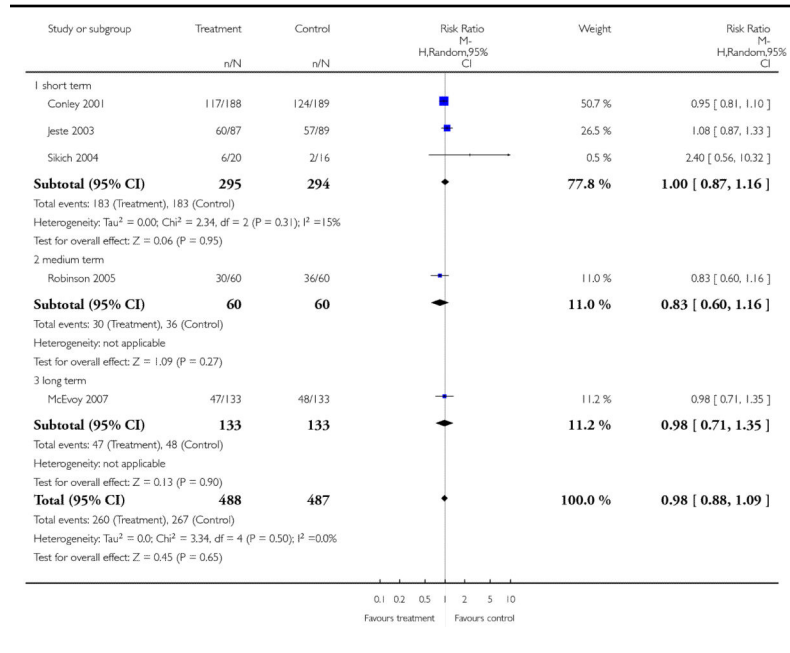 Study or subgroup Treatment Control Risk Ratio Weight Risk Ratio
M- M-
H,Random,95% H,Random,95%
n/N n/N CI CI
1 short term
Conley 2001 117/188 124/189 50.7 % 0.95 [ 0.81, 1.10 ]
Jeste 2003 60/87 57/89 26.5 % 1.08 [ 0.87, 1.33 ]
Sikich 2004 6/20 2/16 0.5 % 2.40 [ 0.56, 10.32 ]
Subtotal (95% CI) 295 294 77.8 % 1.00 [ 0.87, 1.16 ]
Total events: 183 (Treatment), 183 (Control)
Heterogeneity: Tau² = 0.00; Chi² = 2.34, df = 2 (P = 0.31); I² =15%
Test for overall effect: Z = 0.06 (P = 0.95)
2 medium term
Robinson 2005 30/60 36/60 11.0 % 0.83 [ 0.60, 1.16 ]
Subtotal (95% CI) 60 60 11.0 % 0.83 [ 0.60, 1.16 ]
Total events: 30 (Treatment), 36 (Control)
Heterogeneity: not applicable
Test for overall effect: Z = 1.09 (P = 0.27)
3 long term
McEvoy 2007 47/133 48/133 11.2 % 0.98 [ 0.71, 1.35 ]
Subtotal (95% CI) 133 133 11.2 % 0.98 [ 0.71, 1.35 ]
Total events: 47 (Treatment), 48 (Control)
Heterogeneity: not applicable
Test for overall effect: Z = 0.13 (P = 0.90)
Total (95% CI) 488 487 100.0 % 0.98 [ 0.88, 1.09 ]
Total events: 260 (Treatment), 267 (Control)
Heterogeneity: Tau² = 0.0; Chi² = 3.34, df = 4 (P = 0.50); I² =0.0%
Test for overall effect: Z = 0.45 (P = 0.65)
0.1 0.2 0.5 1 2 5 10
Favours treatment Favours control